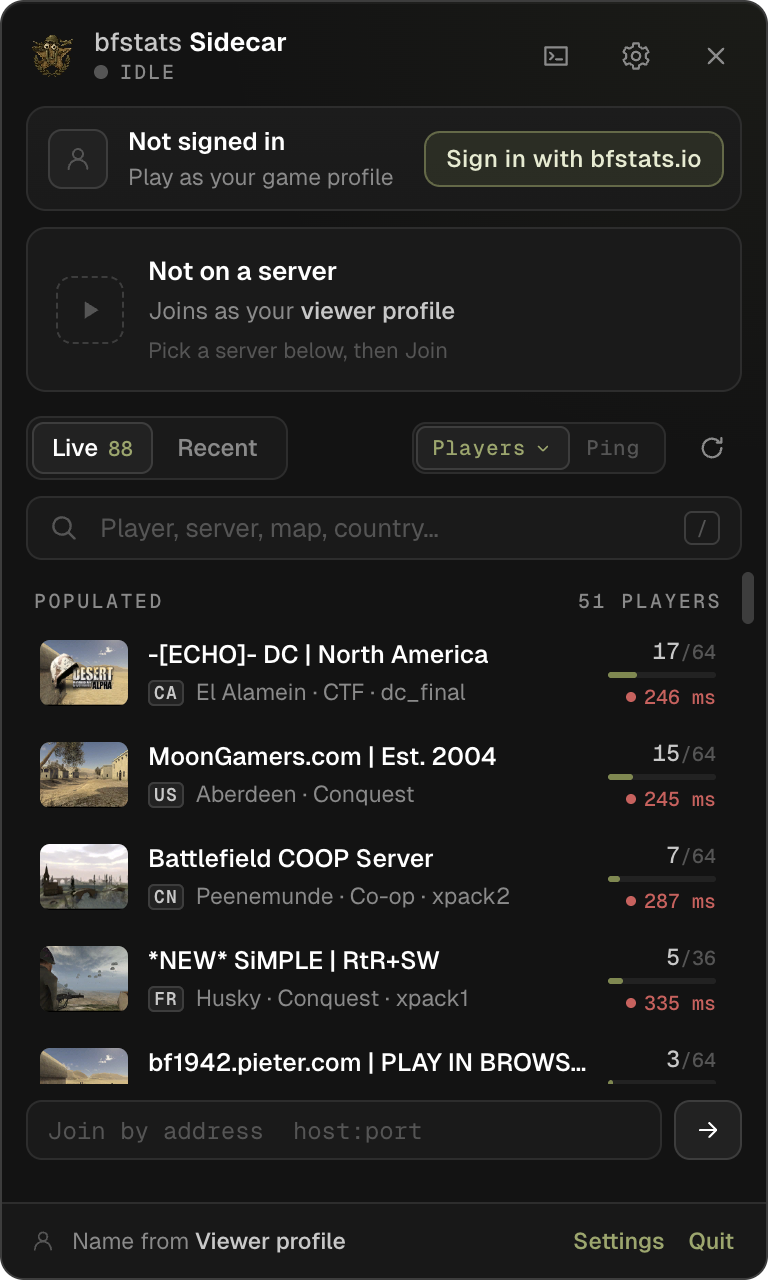 bfstats Sidecar
IDLE
Not signed in
Play as your game profile
Sign in with bfstats.io
Not on a server
Joins as your viewer profile
Pick a server below, then Join
Live 88
Recent
Players
Ping
Player, server, map, country…
/
POPULATED
51 PLAYERS
DESERT
ALPHA
-[ECHO]- DC | North America
17/64
CA El Alamein · CTF · dc_final
246 ms
MoonGamers.com | Est. 2004
15/64
US Aberdeen · Conquest
245 ms
Battlefield COOP Server
7/64
CN Peenemunde · Co-op · xpack2
287 ms
*NEW* SiMPLE | RtR+SW
5/36
FR Husky · Conquest · xpack1
335 ms
bf1942.pieter.com | PLAY IN BROWS…
3/64
Join by address host:port
Name from Viewer profile
Settings
Quit